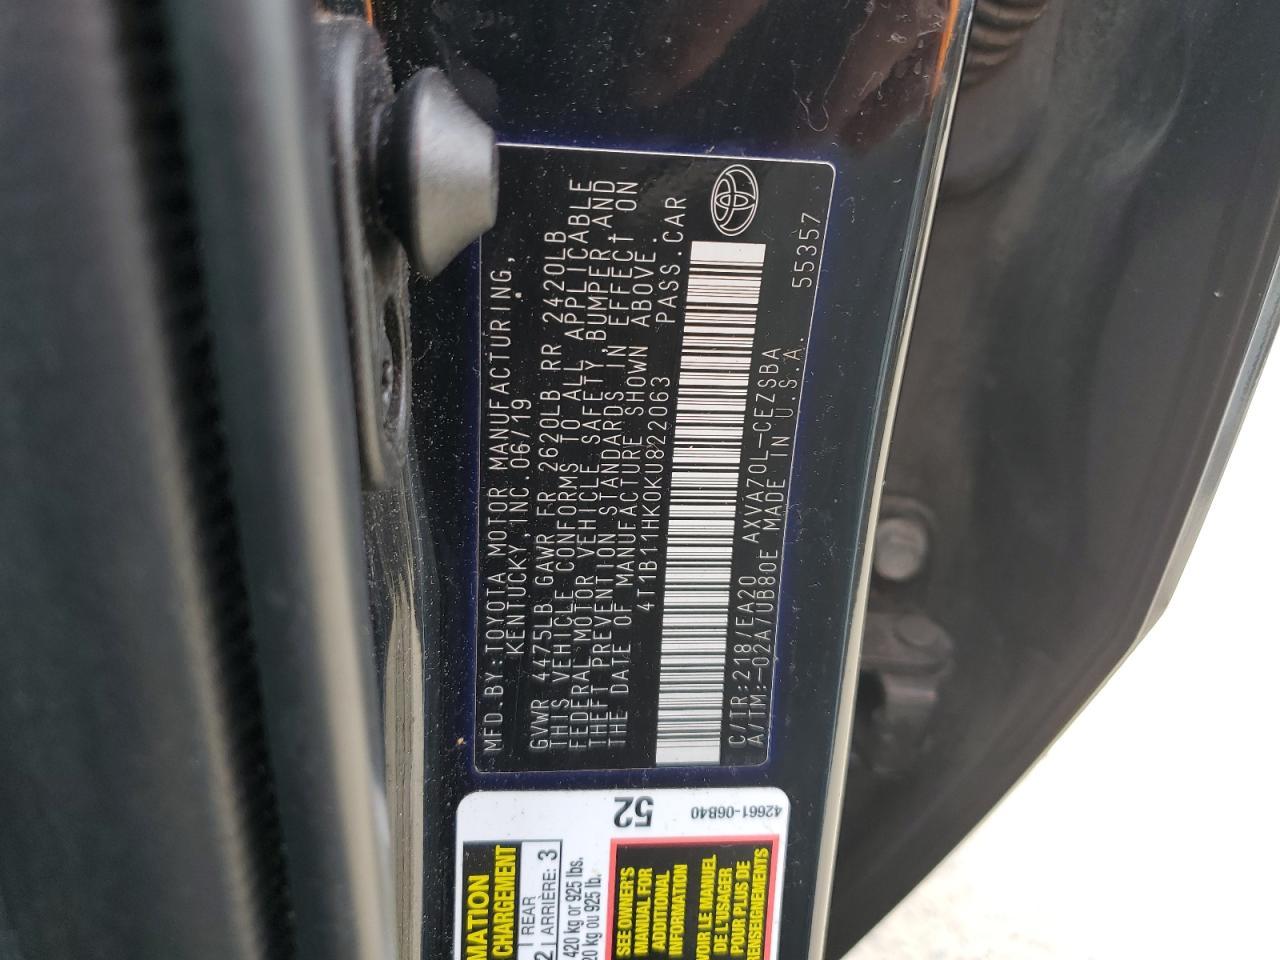 MFD.BY:TOYOTA MOTOR MANUFACTURING,
KENTUCKY,INC.06/19
GVWR 4475LB GAWR FR 2620LB RR 2420LB
THIS VEHICLE CONFORMS TO ALL APPLICABLE
FEDERAL MOTOR VEHICLE SAFETY,BUMPER,AND
THEFT PREVENTION STANDARDS IN EFFECT ON
THE DATE OF MANUFACTURE SHOWN ABOVE.
4T1B11HK0KU822063 PASS.CAR
C/TR:218/EA20 AXVA70L-CEZSBA
A/TM:-02A/UB80E MADE IN U.S.A. 55357
52
42661-06B40
MATION
CHARGEMENT
REAR
2 ARRIÈRE: 3
420 kg or 925 lbs.
20 kg ou 925 lb.
SEE OWNER'S
MANUAL FOR
ADDITIONAL
INFORMATION
VOIR LE MANUEL
DE L'USAGER
POUR PLUS DE
RENSEIGNEMENTS